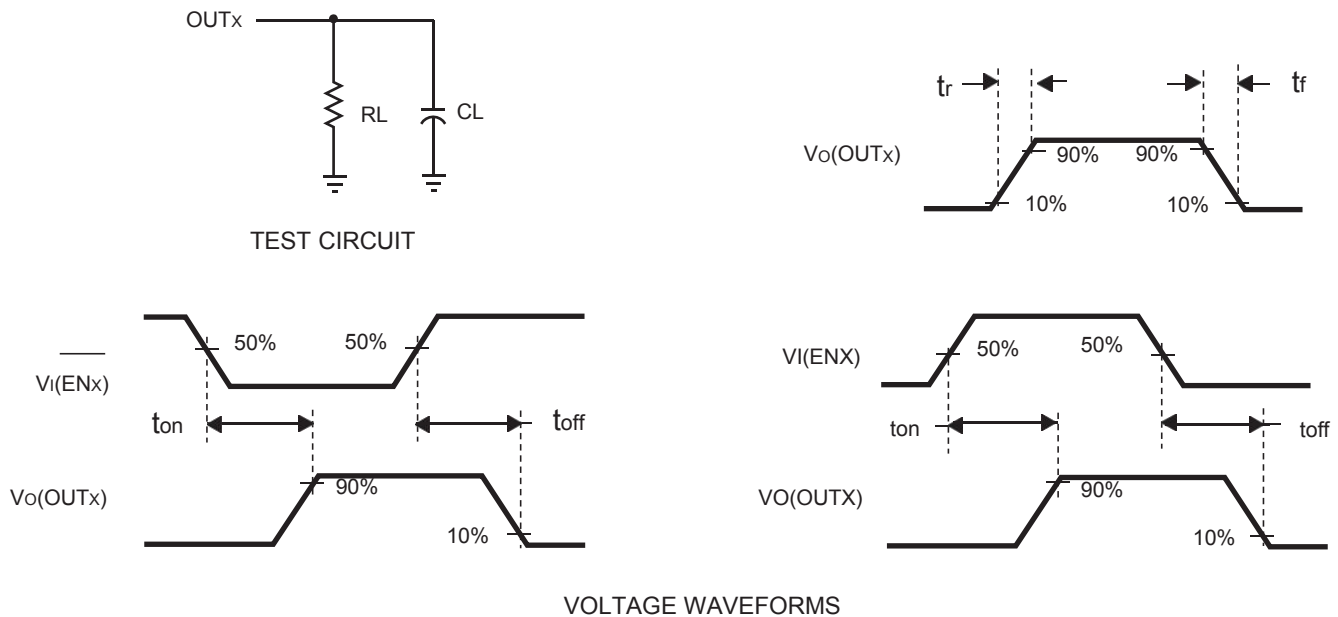 OUTx
RL
CL
TEST CIRCUIT
tr
tf
VO(OUTx)
90%
90%
10%
10%
VI(ENx)
50%
50%
ton
toff
VO(OUTx)
90%
10%
VI(ENX)
50%
50%
ton
toff
VO(OUTX)
90%
10%
VOLTAGE WAVEFORMS